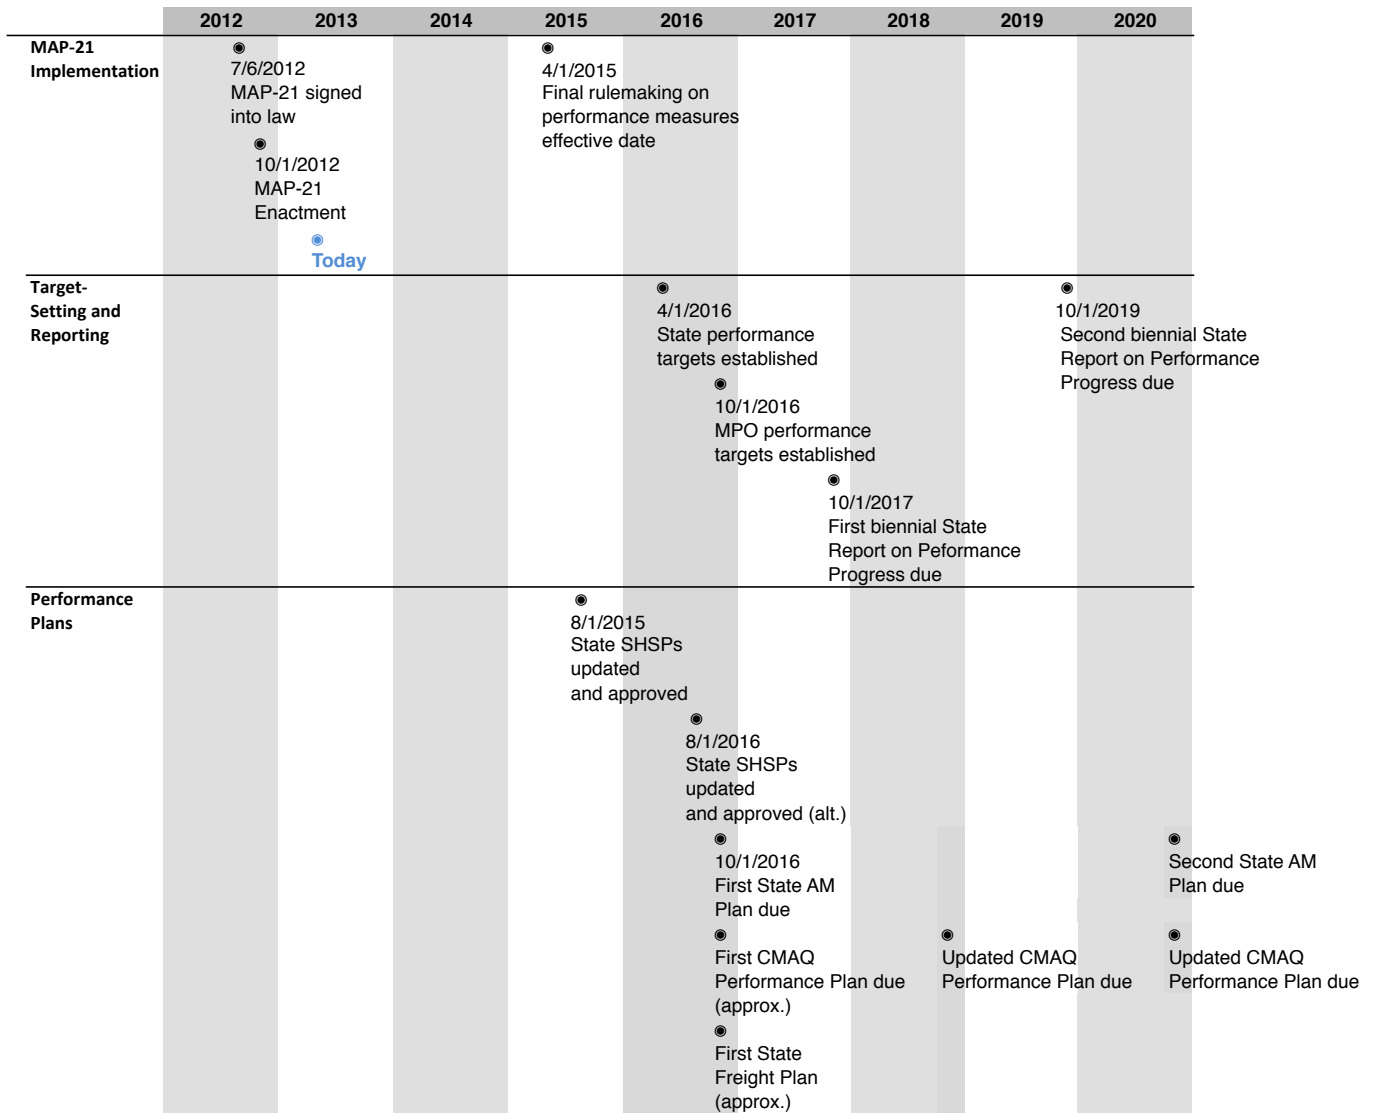 2012 2013 2014 2015 2016 2017 2018 2019 2020
MAP-21
Implementation
7/6/2012
MAP-21 signed
into law
10/1/2012
MAP-21
Enactment
Today
4/1/2015
Final rulemaking on
performance measures
effective date
Target-
Setting and
Reporting
4/1/2016
State performance
targets established
10/1/2016
MPO performance
targets established
10/1/2017
First biennial State
Report on Peformance
Progress due
10/1/2019
Second biennial State
Report on Performance
Progress due
Performance
Plans
8/1/2015
State SHSPs
updated
and approved
8/1/2016
State SHSPs
updated
and approved (alt.)
10/1/2016
First State AM
Plan due
Second State AM
Plan due
First CMAQ
Performance Plan due
(approx.)
Updated CMAQ
Performance Plan due
Updated CMAQ
Performance Plan due
First State
Freight Plan
(approx.)